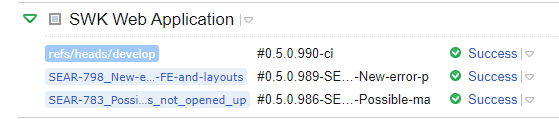 SWK Web Application
refs/heads/develop #0.5.0.990-ci Success
SEAR-798_New-e...-FE-and-layouts #0.5.0.989-SE...-New-error-p Success
SEAR-783_Possi...s_not_opened_up #0.5.0.986-SE...-Possible-ma Success